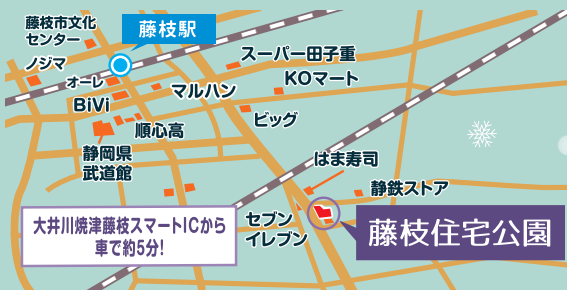 藤枝市文化
センター
藤枝駅
ノジマ
オーレ
BiVi
マルハン
スーパー田子重
KOマート
ビッグ
順心高
静岡県
武道館
はま寿司
静鉄ストア
セブン
イレブン
藤枝住宅公園
大井川焼津藤枝スマートICから
車で約5分!